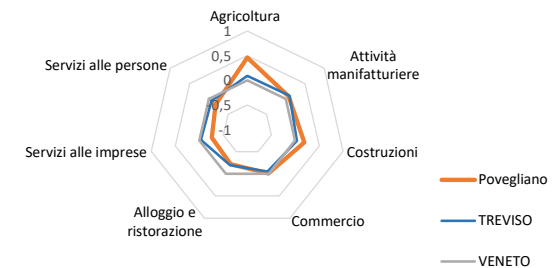 Agricoltura
1
0,5
0
-0,5
-1
Attività
manifatturiere
Costruzioni
Commercio
Alloggio e
ristorazione
Servizi alle imprese
Servizi alle persone
Povegliano
TREVISO
VENETO